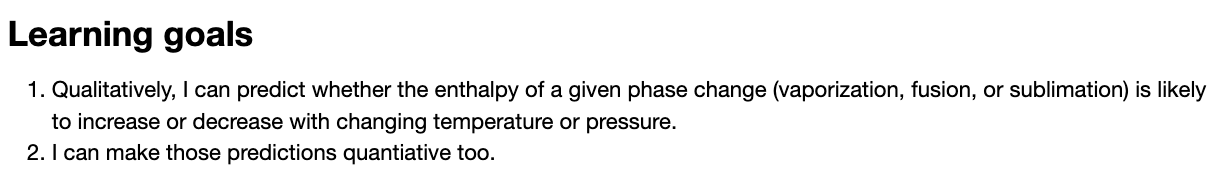 Learning goals
1. Qualitatively, I can predict whether the enthalpy of a given phase change (vaporization, fusion, or sublimation) is likely
to increase or decrease with changing temperature or pressure.
2. I can make those predictions quantiative too.